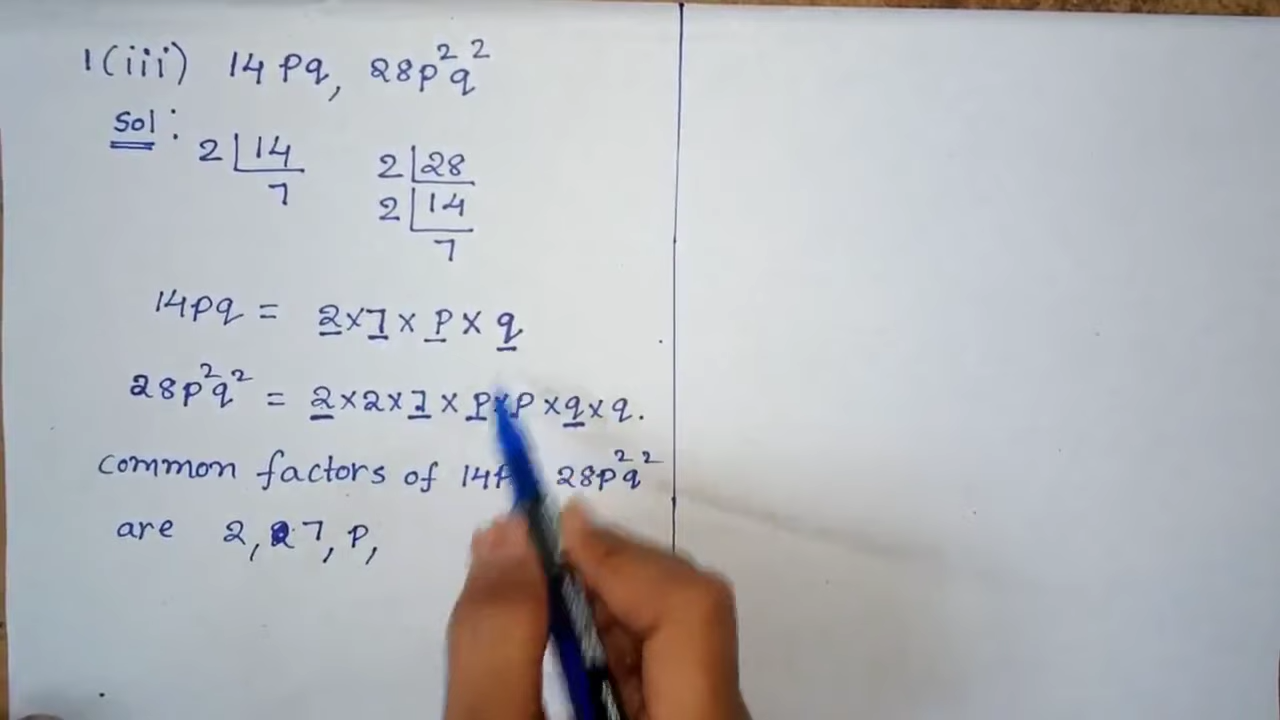 1(iii) 14pq, 28p²q²
Sol:
2 | 14
7
2 | 28
2 | 14
7
14pq = 2×7×p×q
28p²q² = 2×2×7×p×p×q×q.
common factors of 14p 28p²q²
are 2, 7, p,